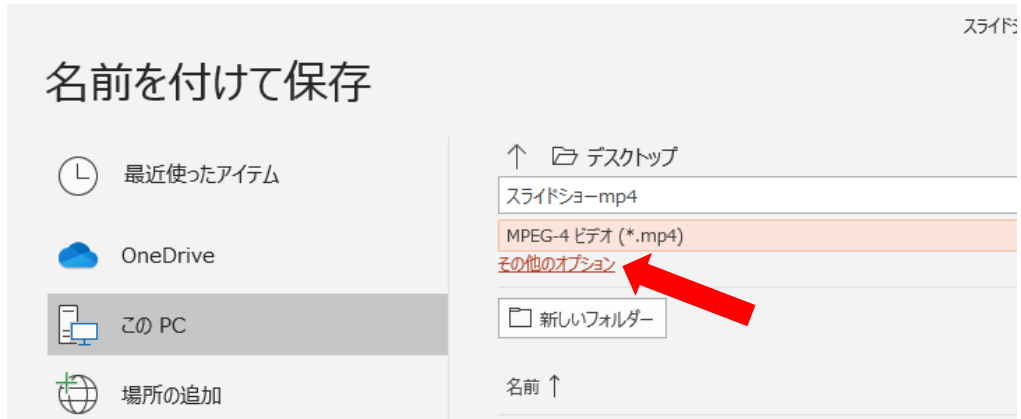 スライド
名前を付けて保存
最近使ったアイテム
OneDrive
この PC
場所の追加
デスクトップ
スライドショーmp4
MPEG-4 ビデオ (*.mp4)
その他のオプション
新しいフォルダー
名前 ↑